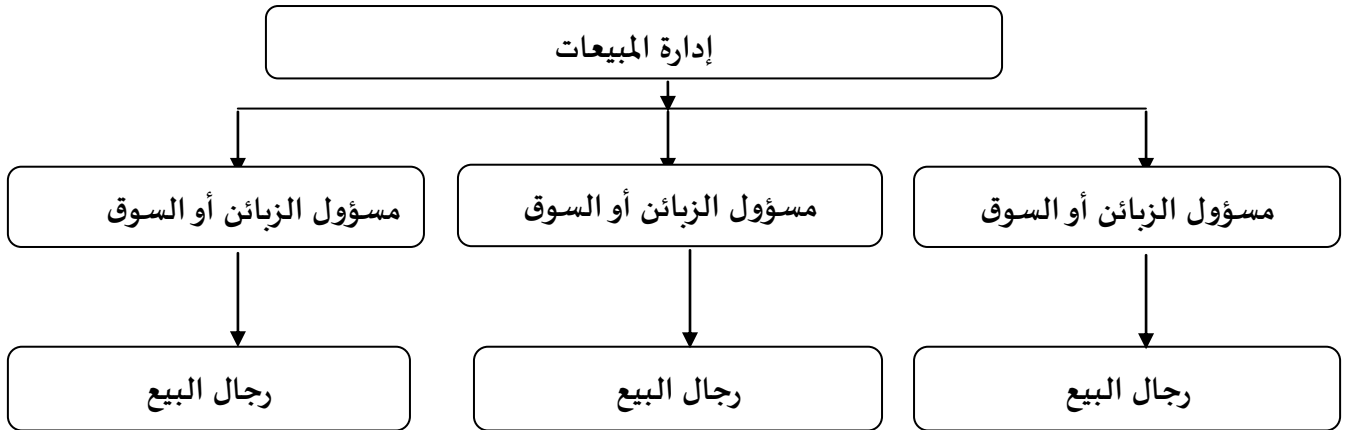 إدارة المبيعات
مسؤول الزبائن أو السوق
مسؤول الزبائن أو السوق
مسؤول الزبائن أو السوق
رجال البيع
رجال البيع
رجال البيع